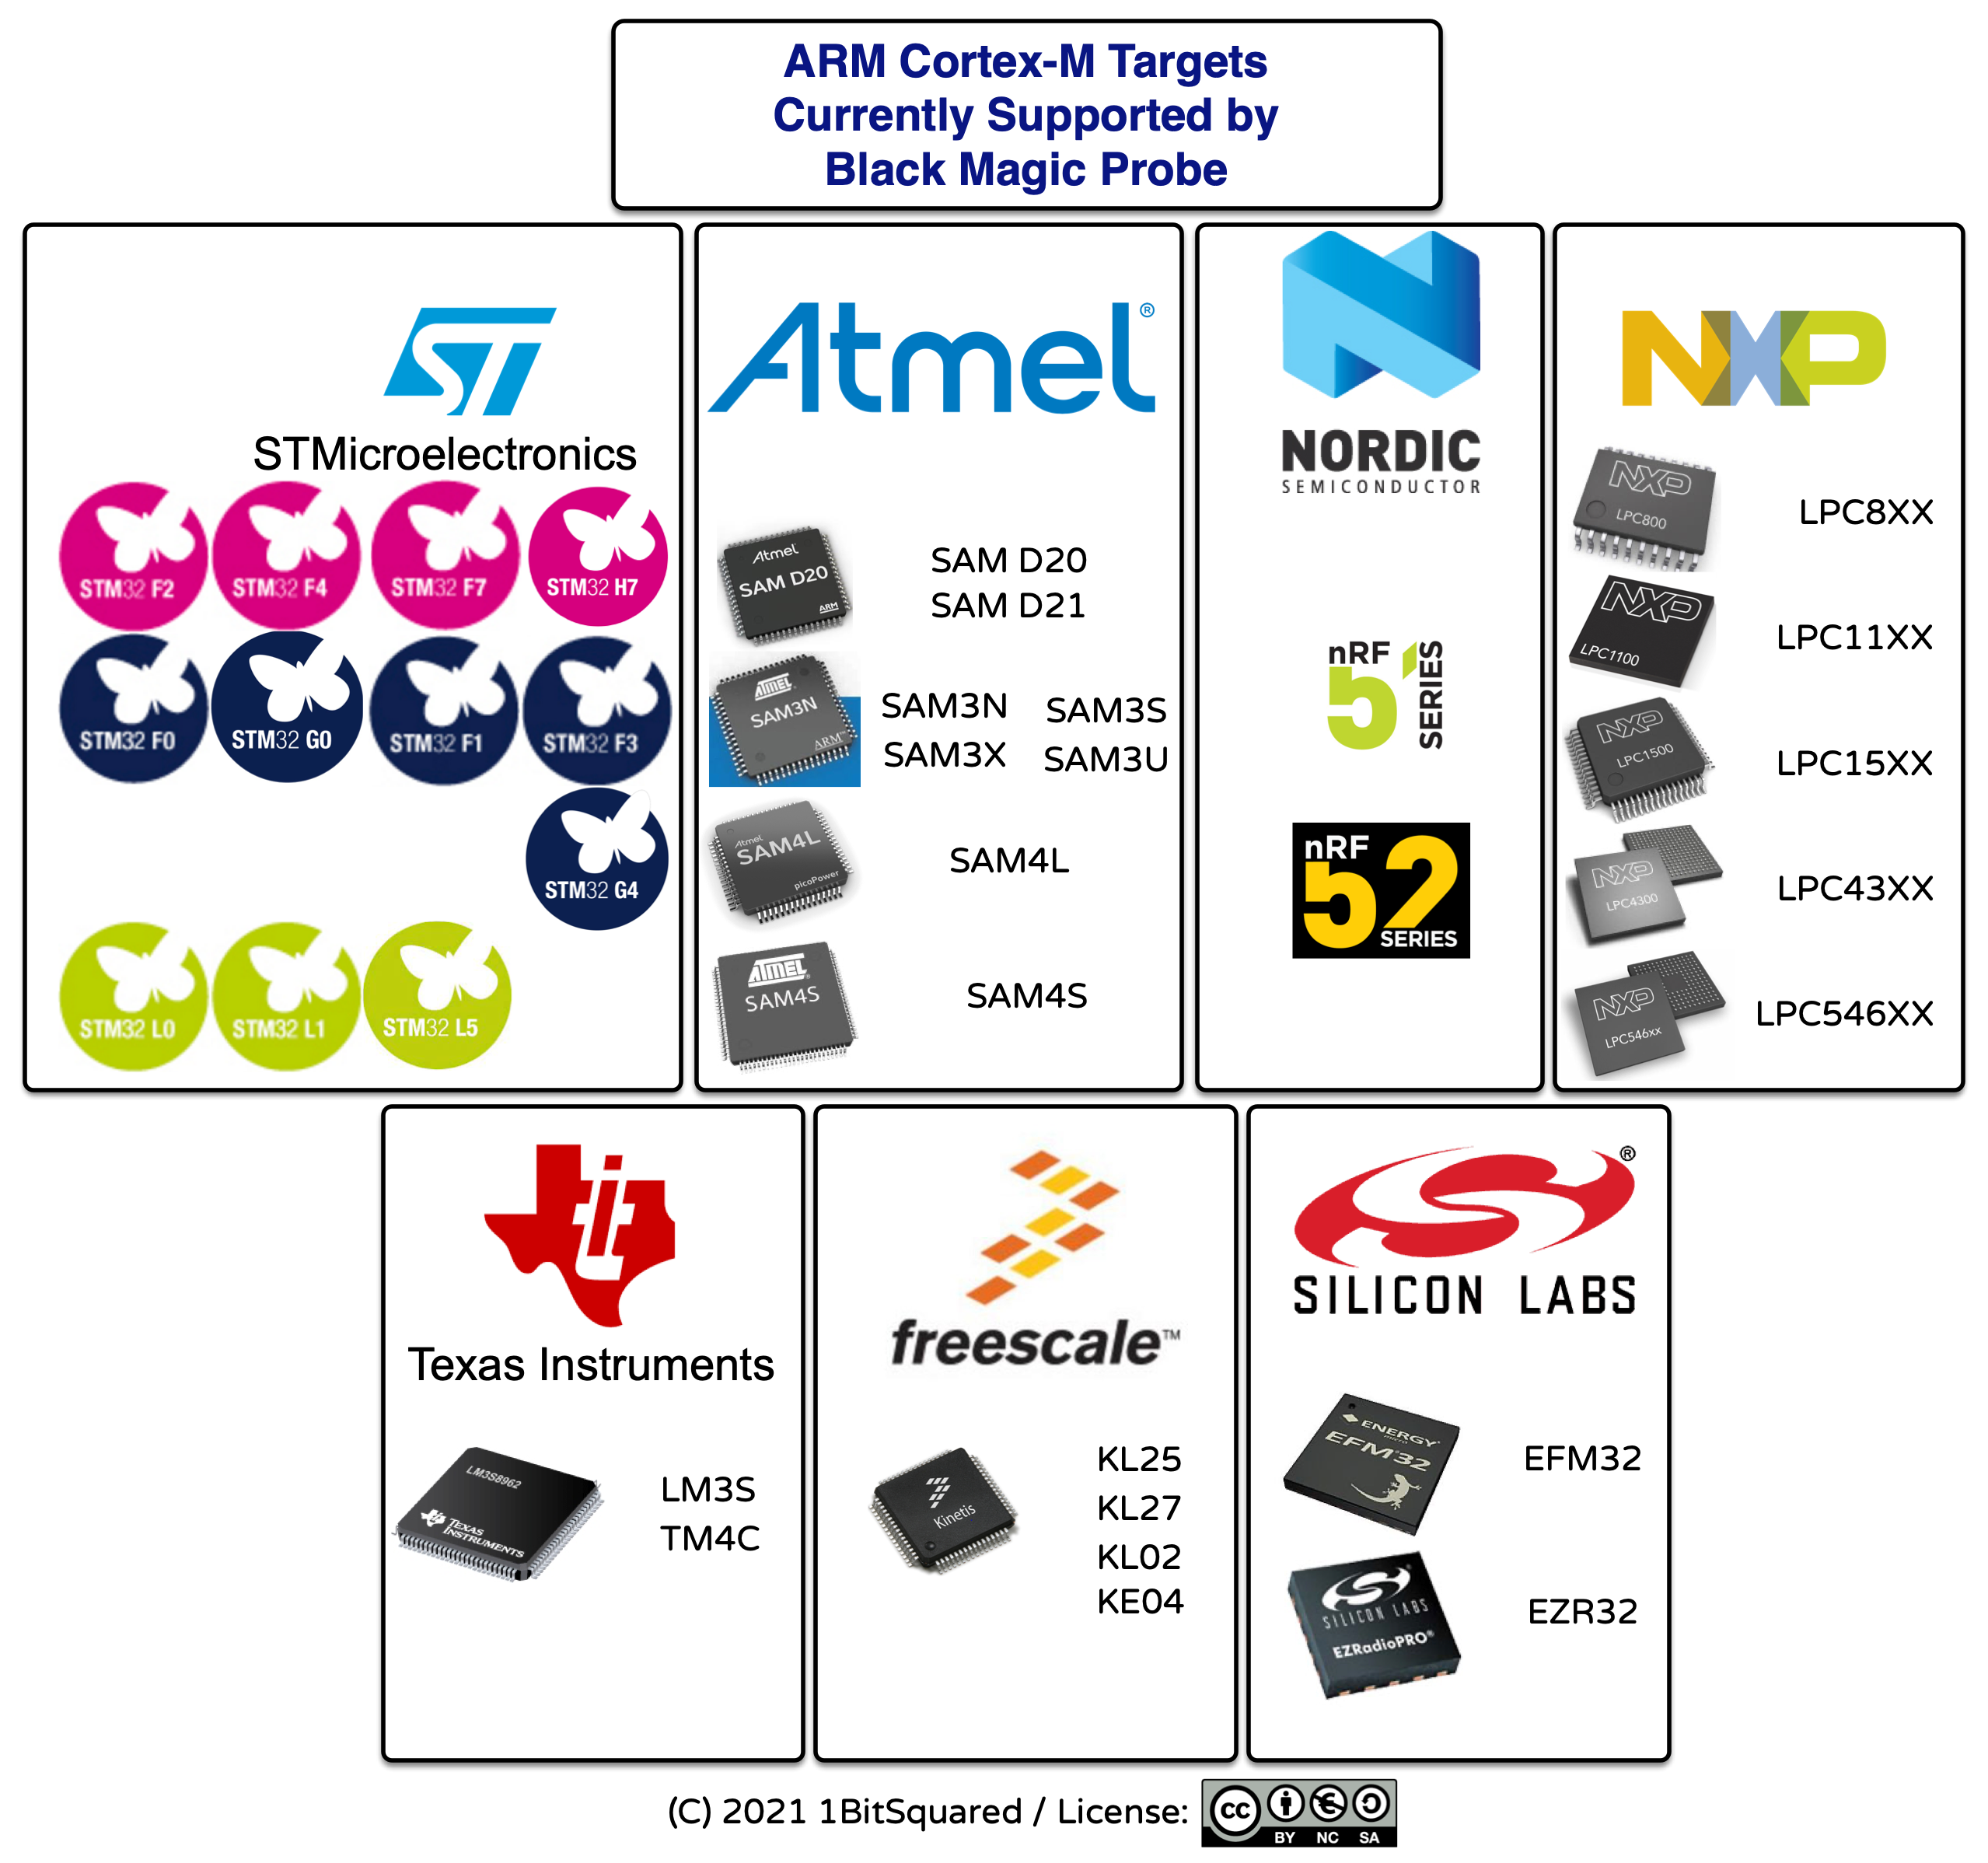 ARM Cortex-M Targets
Currently Supported by
Black Magic Probe
ST
STMicroelectronics
STM32 F2
STM32 F4
STM32 F7
STM32 H7
STM32 F0
STM32 G0
STM32 F1
STM32 F3
STM32 G4
STM32 L0
STM32 L1
STM32 L5
Atmel®
Atmel
SAM D20
ARM
SAM D20
SAM D21
ATMEL
SAM3N
ARM
SAM3N SAM3S
SAM3X SAM3U
Atmel
SAM4L
picoPower
SAM4L
ATMEL
SAM4S
SAM4S
NORDIC
SEMICONDUCTOR
nRF
51
SERIES
nRF
52
SERIES
NXP
NXP
LPC800
LPC8XX
NXP
LPC1100
LPC11XX
NXP
LPC1500
LPC15XX
NXP
LPC4300
LPC43XX
NXP
LPC546xx
LPC546XX
ti
Texas Instruments
LM3S8962
TEXAS
INSTRUMENTS
LM3S
TM4C
freescale™
Kinetis
KL25
KL27
KL02
KE04
®
SILICON LABS
ENERGY
micro
EFM®32
EFM32
SILICON LABS
EZRadioPRO®
EZR32
(C) 2021 1BitSquared / License:
cc
BY NC SA